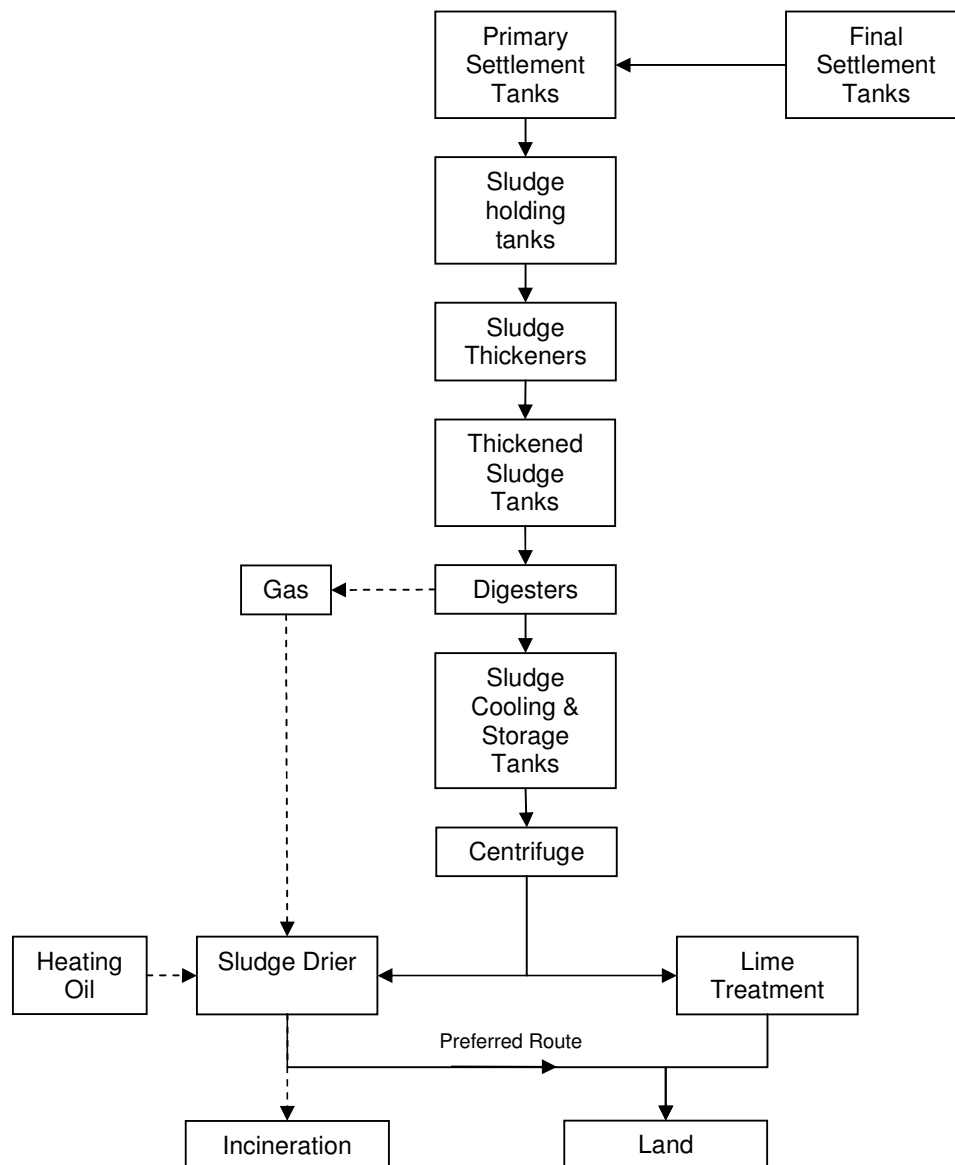 Primary
Settlement
Tanks
Final
Settlement
Tanks
Sludge
holding
tanks
Sludge
Thickeners
Thickened
Sludge
Tanks
Gas
Digesters
Sludge
Cooling &
Storage
Tanks
Centrifuge
Heating
Oil
Sludge Drier
Lime
Treatment
Preferred Route
Incineration
Land